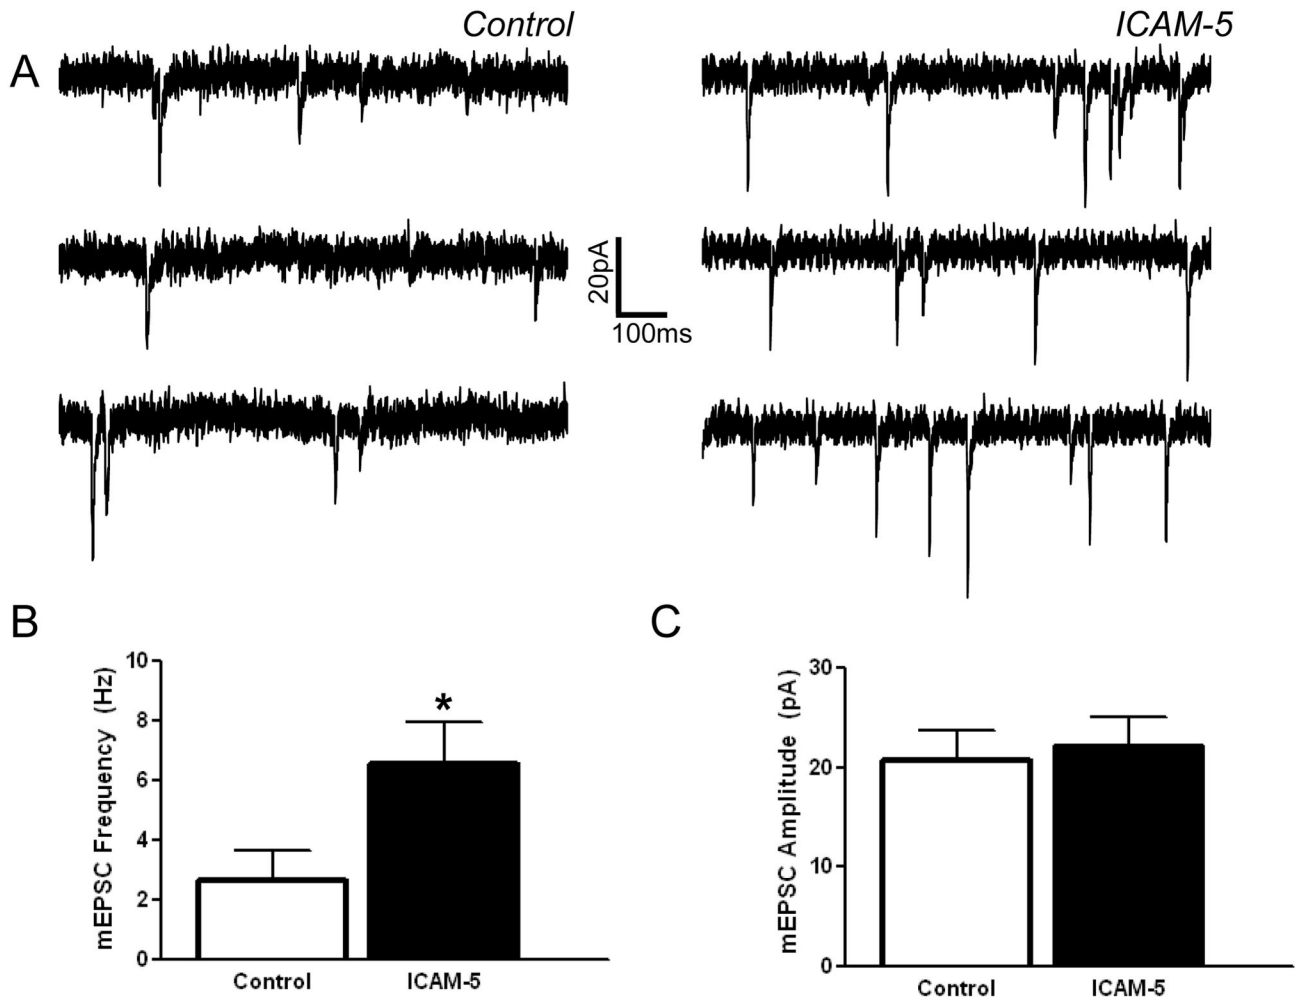 Control
ICAM-5
A
20pA
100ms
B
C
mEPSC Frequency (Hz)
10
8
6
4
2
0
*
Control
ICAM-5
mEPSC Amplitude (pA)
30
20
10
0
Control
ICAM-5